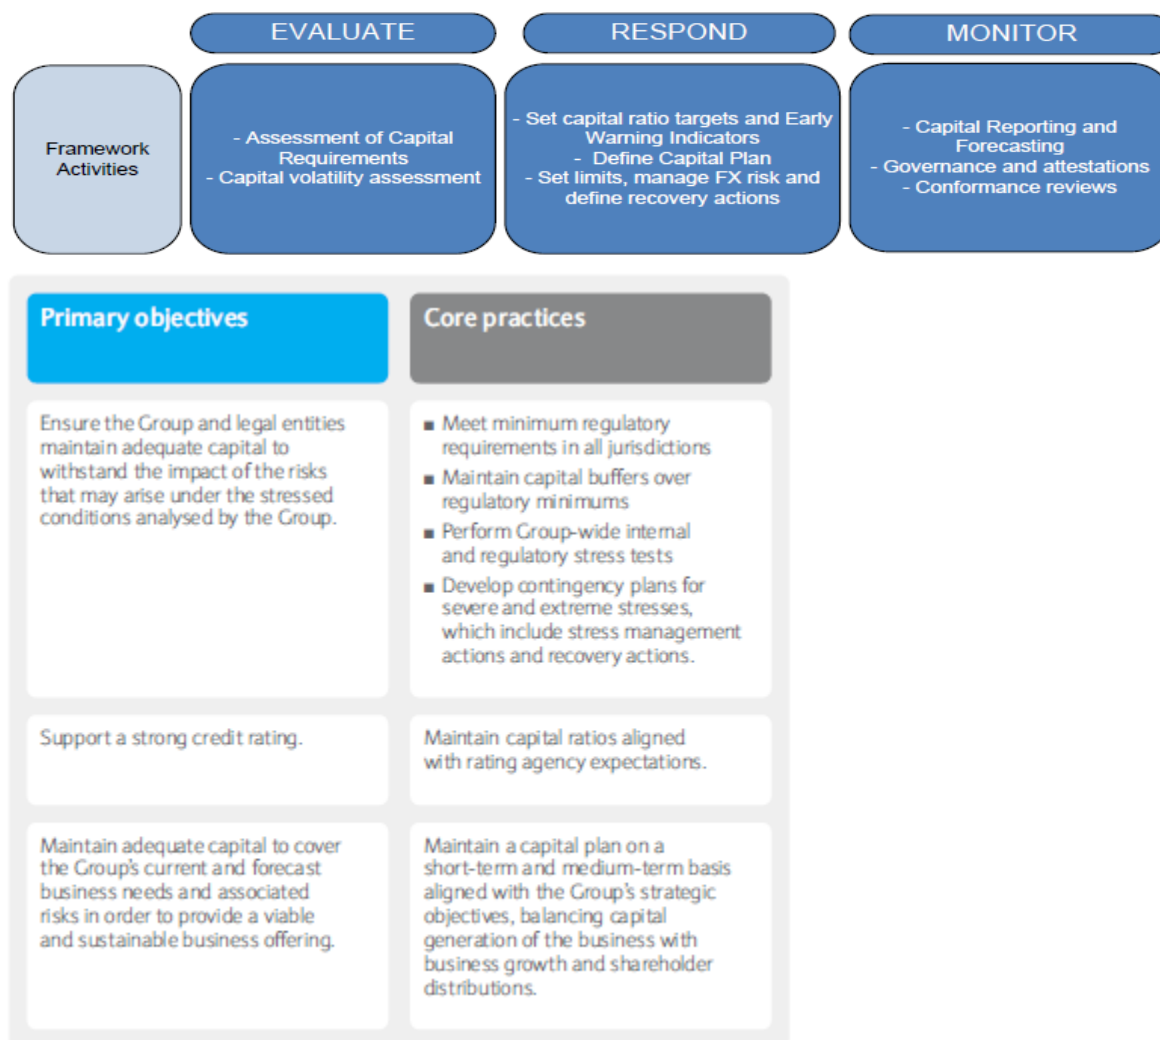 EVALUATE
RESPOND
MONITOR
Framework
Activities
- Assessment of Capital
Requirements
- Capital volatility assessment
- Set capital ratio targets and Early
Warning Indicators
- Define Capital Plan
- Set limits, manage FX risk and
define recovery actions
- Capital Reporting and
Forecasting
- Governance and attestations
- Conformance reviews
Primary objectives
Core practices
Ensure the Group and legal entities
maintain adequate capital to
withstand the impact of the risks
that may arise under the stressed
conditions analysed by the Group.
■ Meet minimum regulatory
requirements in all jurisdictions
■ Maintain capital buffers over
regulatory minimums
■ Perform Group-wide internal
and regulatory stress tests
■ Develop contingency plans for
severe and extreme stresses,
which include stress management
actions and recovery actions.
Support a strong credit rating.
Maintain capital ratios aligned
with rating agency expectations.
Maintain adequate capital to cover
the Group's current and forecast
business needs and associated
risks in order to provide a viable
and sustainable business offering.
Maintain a capital plan on a
short-term and medium-term basis
aligned with the Group's strategic
objectives, balancing capital
generation of the business with
business growth and shareholder
distributions.